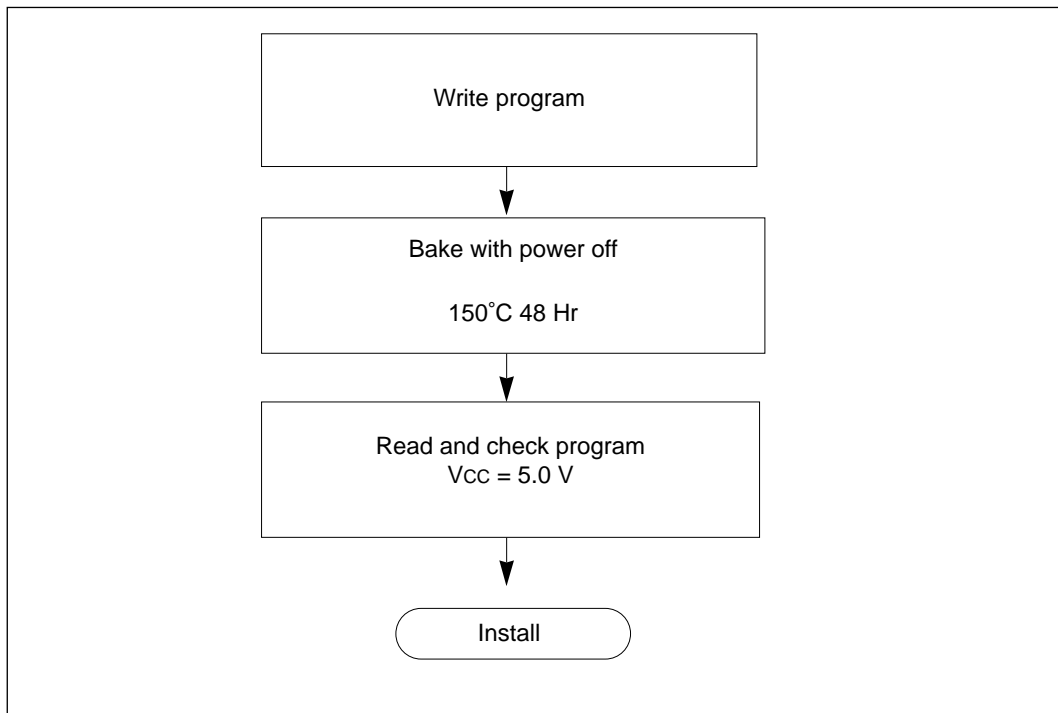 Write program
Bake with power off
150°C 48 Hr
Read and check program
VCC = 5.0 V
Install